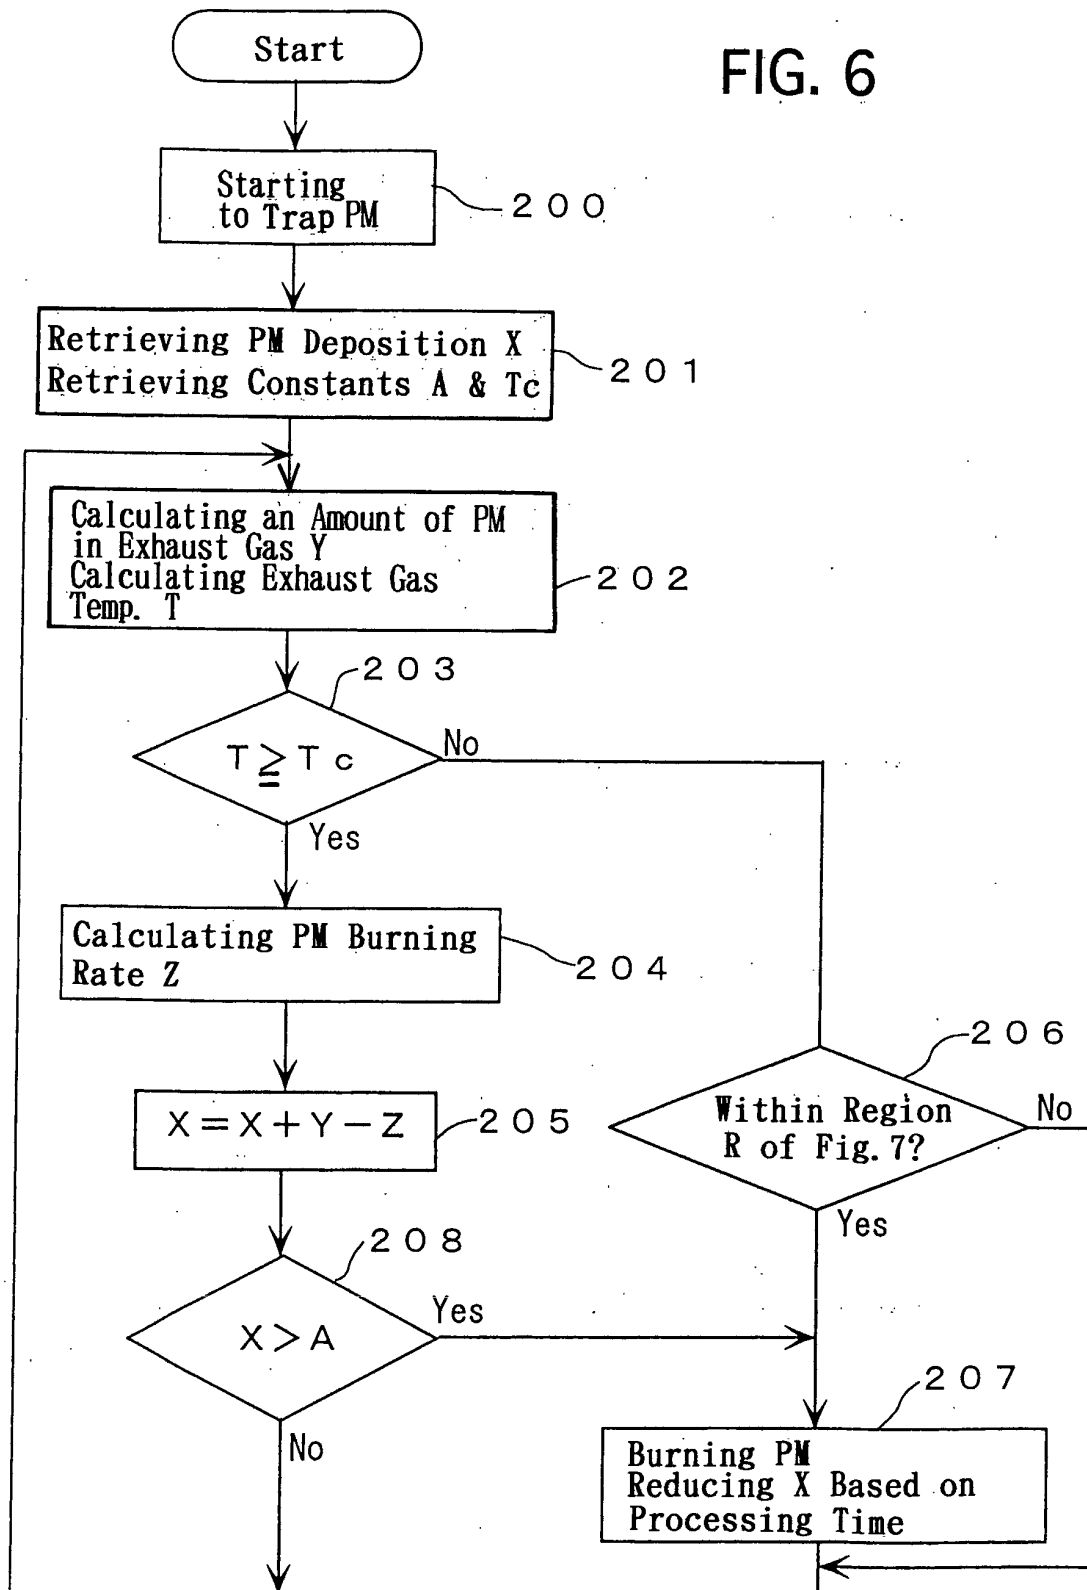 FIG. 6
Start
Starting
to Trap PM
200
Retrieving PM Deposition X
Retrieving Constants A & Tc
201
Calculating an Amount of PM
in Exhaust Gas Y
Calculating Exhaust Gas
Temp. T
202
203
T ≧ Tc
No
Yes
Calculating PM Burning
Rate Z
204
X = X + Y − Z
205
206
Within Region
R of Fig. 7?
No
Yes
208
X > A
Yes
No
207
Burning PM
Reducing X Based on
Processing Time